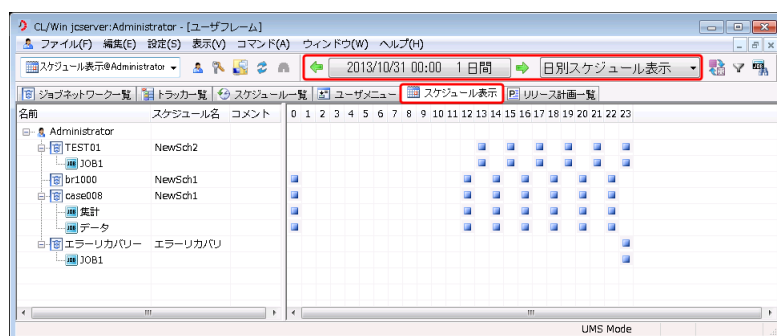 CL/Win jcserver:Administrator - [ユーザフレーム]
ファイル(F) 編集(E) 設定(S) 表示(V) コマンド(A) ウィンドウ(W) ヘルプ(H)
スケジュール表示@Administrator 2013/10/31 00:00 1 日間 日別スケジュール表示
ジョブネットワーク一覧 トラッカ一覧 スケジュール一覧 ユーザメニュー スケジュール表示 リリース計画一覧
名前 スケジュール名 コメント 0 1 2 3 4 5 6 7 8 9 10 11 12 13 14 15 16 17 18 19 20 21 22 23
Administrator
TEST01 NewSch2
JOB1
br1000 NewSch1
case008 NewSch1
集計
データ
エラーリカバリー エラーリカバリ
JOB1
UMS Mode